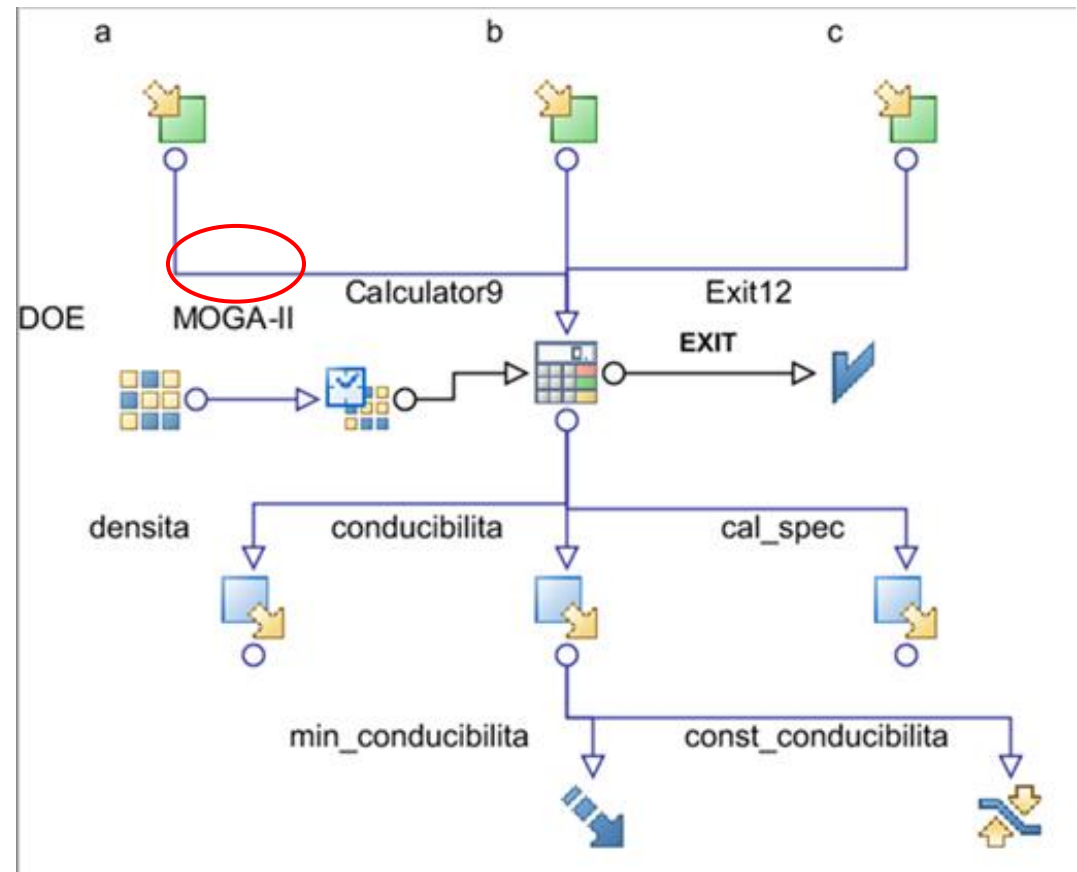 a
b
c
Calculator9
Exit12
DOE
MOGA-II
EXIT
densita
conducibilita
cal_spec
min_conducibilita
const_conducibilita